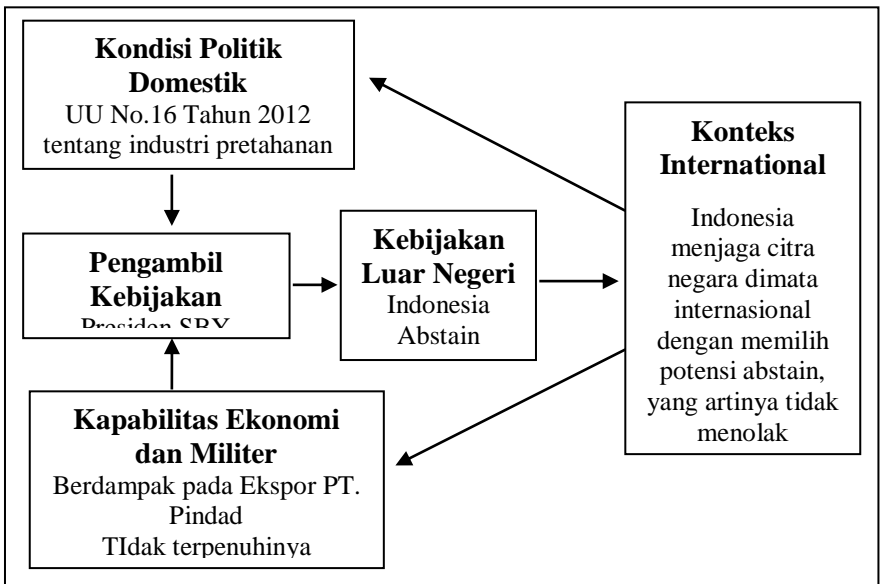 Kondisi Politik
Domestik
UU No.16 Tahun 2012
tentang industri pretahanan
Pengambil
Kebijakan
Presiden SBY
Kapabilitas Ekonomi
dan Militer
Berdampak pada Ekspor PT.
Pindad
TIdak terpenuhinya
Kebijakan
Luar Negeri
Indonesia
Abstain
Konteks
International
Indonesia
menjaga citra
negara dimata
internasional
dengan memilih
potensi abstain,
yang artinya tidak
menolak